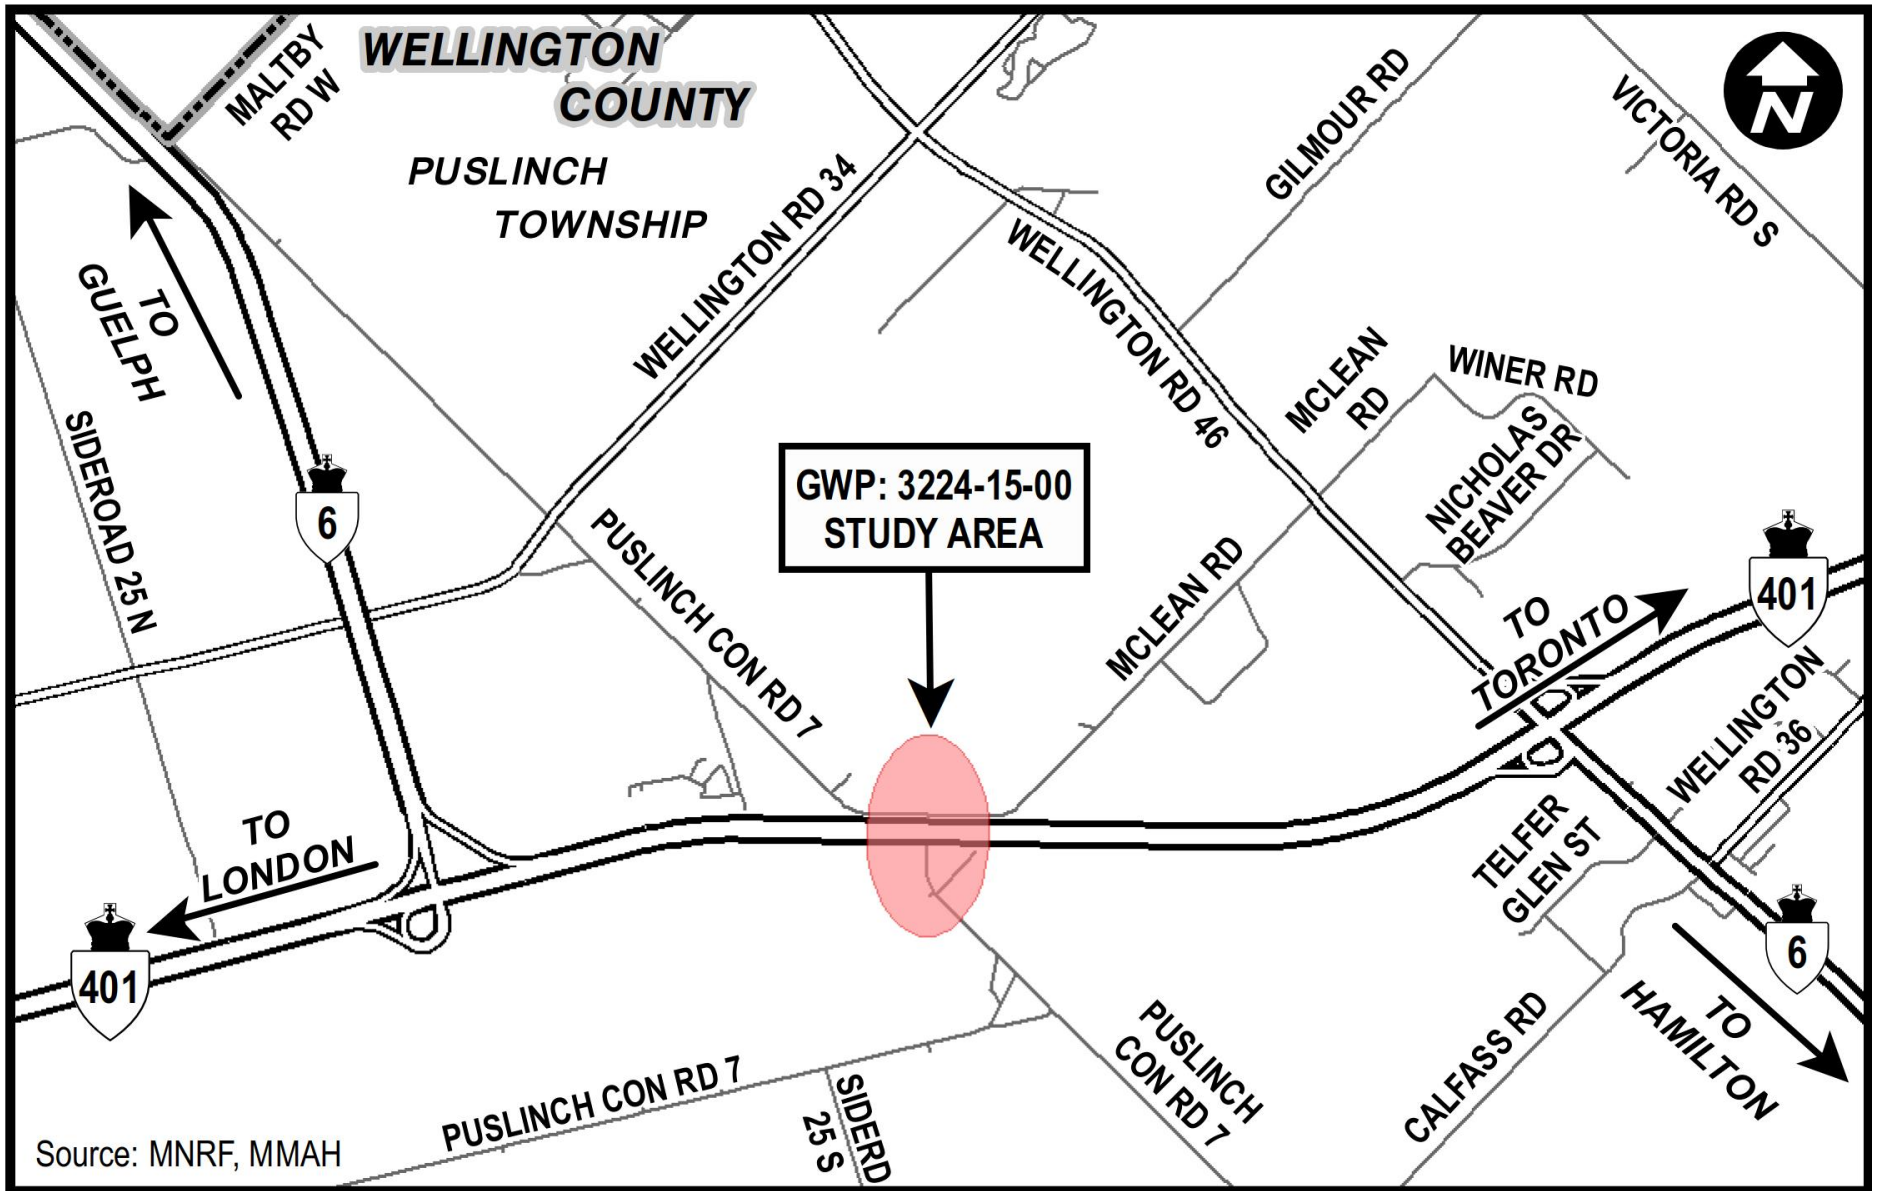 WELLINGTON
COUNTY
MALTBY
RD W
PUSLINCH
TOWNSHIP
GILMOUR RD
VICTORIA RD S
N
WELLINGTON RD 34
WELLINGTON RD 46
TO
GUELPH
SIDEROAD 25 N
6
MCLEAN
RD
WINER RD
NICHOLAS
BEAVER DR
GWP: 3224-15-00
STUDY AREA
PUSLINCH CON RD 7
MCLEAN RD
401
TO
TORONTO
WELLINGTON
RD 36
TO
LONDON
401
TELFER
GLEN ST
6
TO
HAMILTON
PUSLINCH
CON RD 7
CALFASS RD
PUSLINCH CON RD 7
SIDERD
25 S
Source: MNRF, MMAH